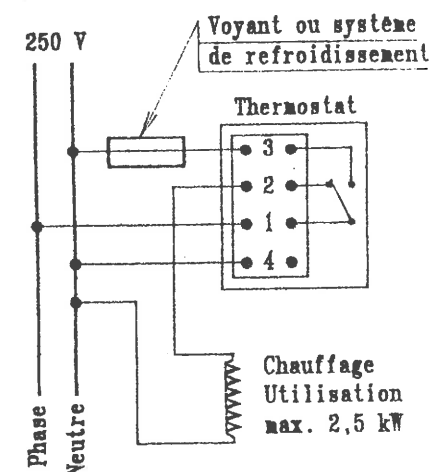 Voyant ou système
de refroidissement
250 V
Thermostat
3
2
1
4
Chauffage
Utilisation
max. 2,5 kW
Phase
Neutre